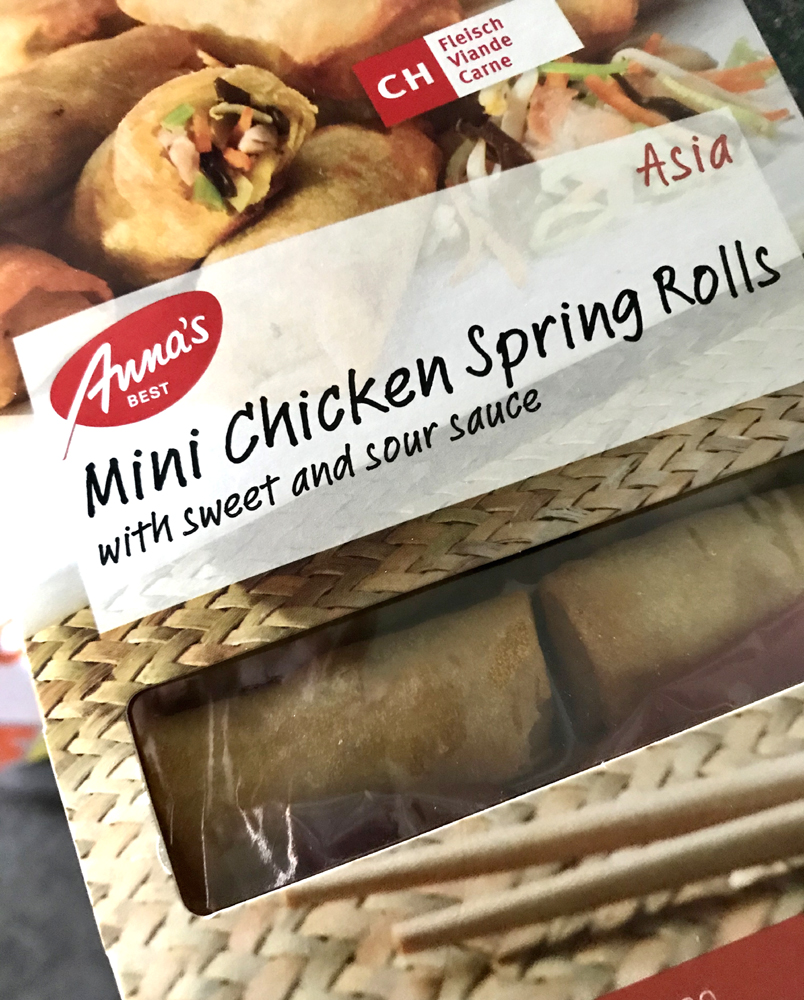 CH
Fleisch
Viande
Carne
Asia
Anna's
BEST
Mini Chicken Spring Rolls
with sweet and sour sauce